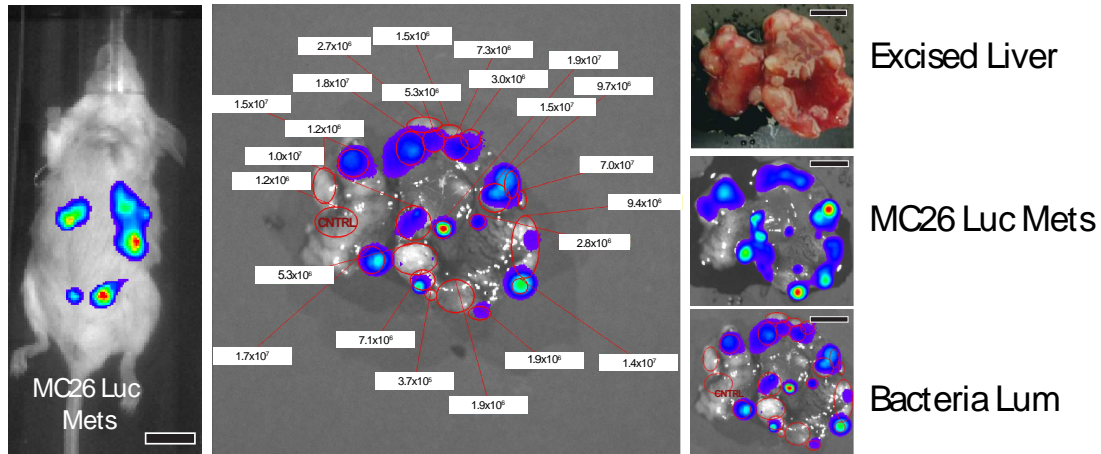 MC26 Luc
Mets
1.5x10⁶
2.7x10⁶
7.3x10⁶
1.9x10⁷
1.8x10⁷
5.3x10⁶
3.0x10⁶
9.7x10⁶
1.5x10⁷
1.5x10⁷
1.2x10⁶
1.0x10⁷
7.0x10⁷
1.2x10⁶
9.4x10⁶
CNTRL
2.8x10⁶
5.3x10⁶
7.1x10⁶
1.7x10⁷
1.9x10⁶
1.4x10⁷
3.7x10⁵
1.9x10⁶
Excised Liver
MC26 Luc Mets
CNTRL
Bacteria Lum